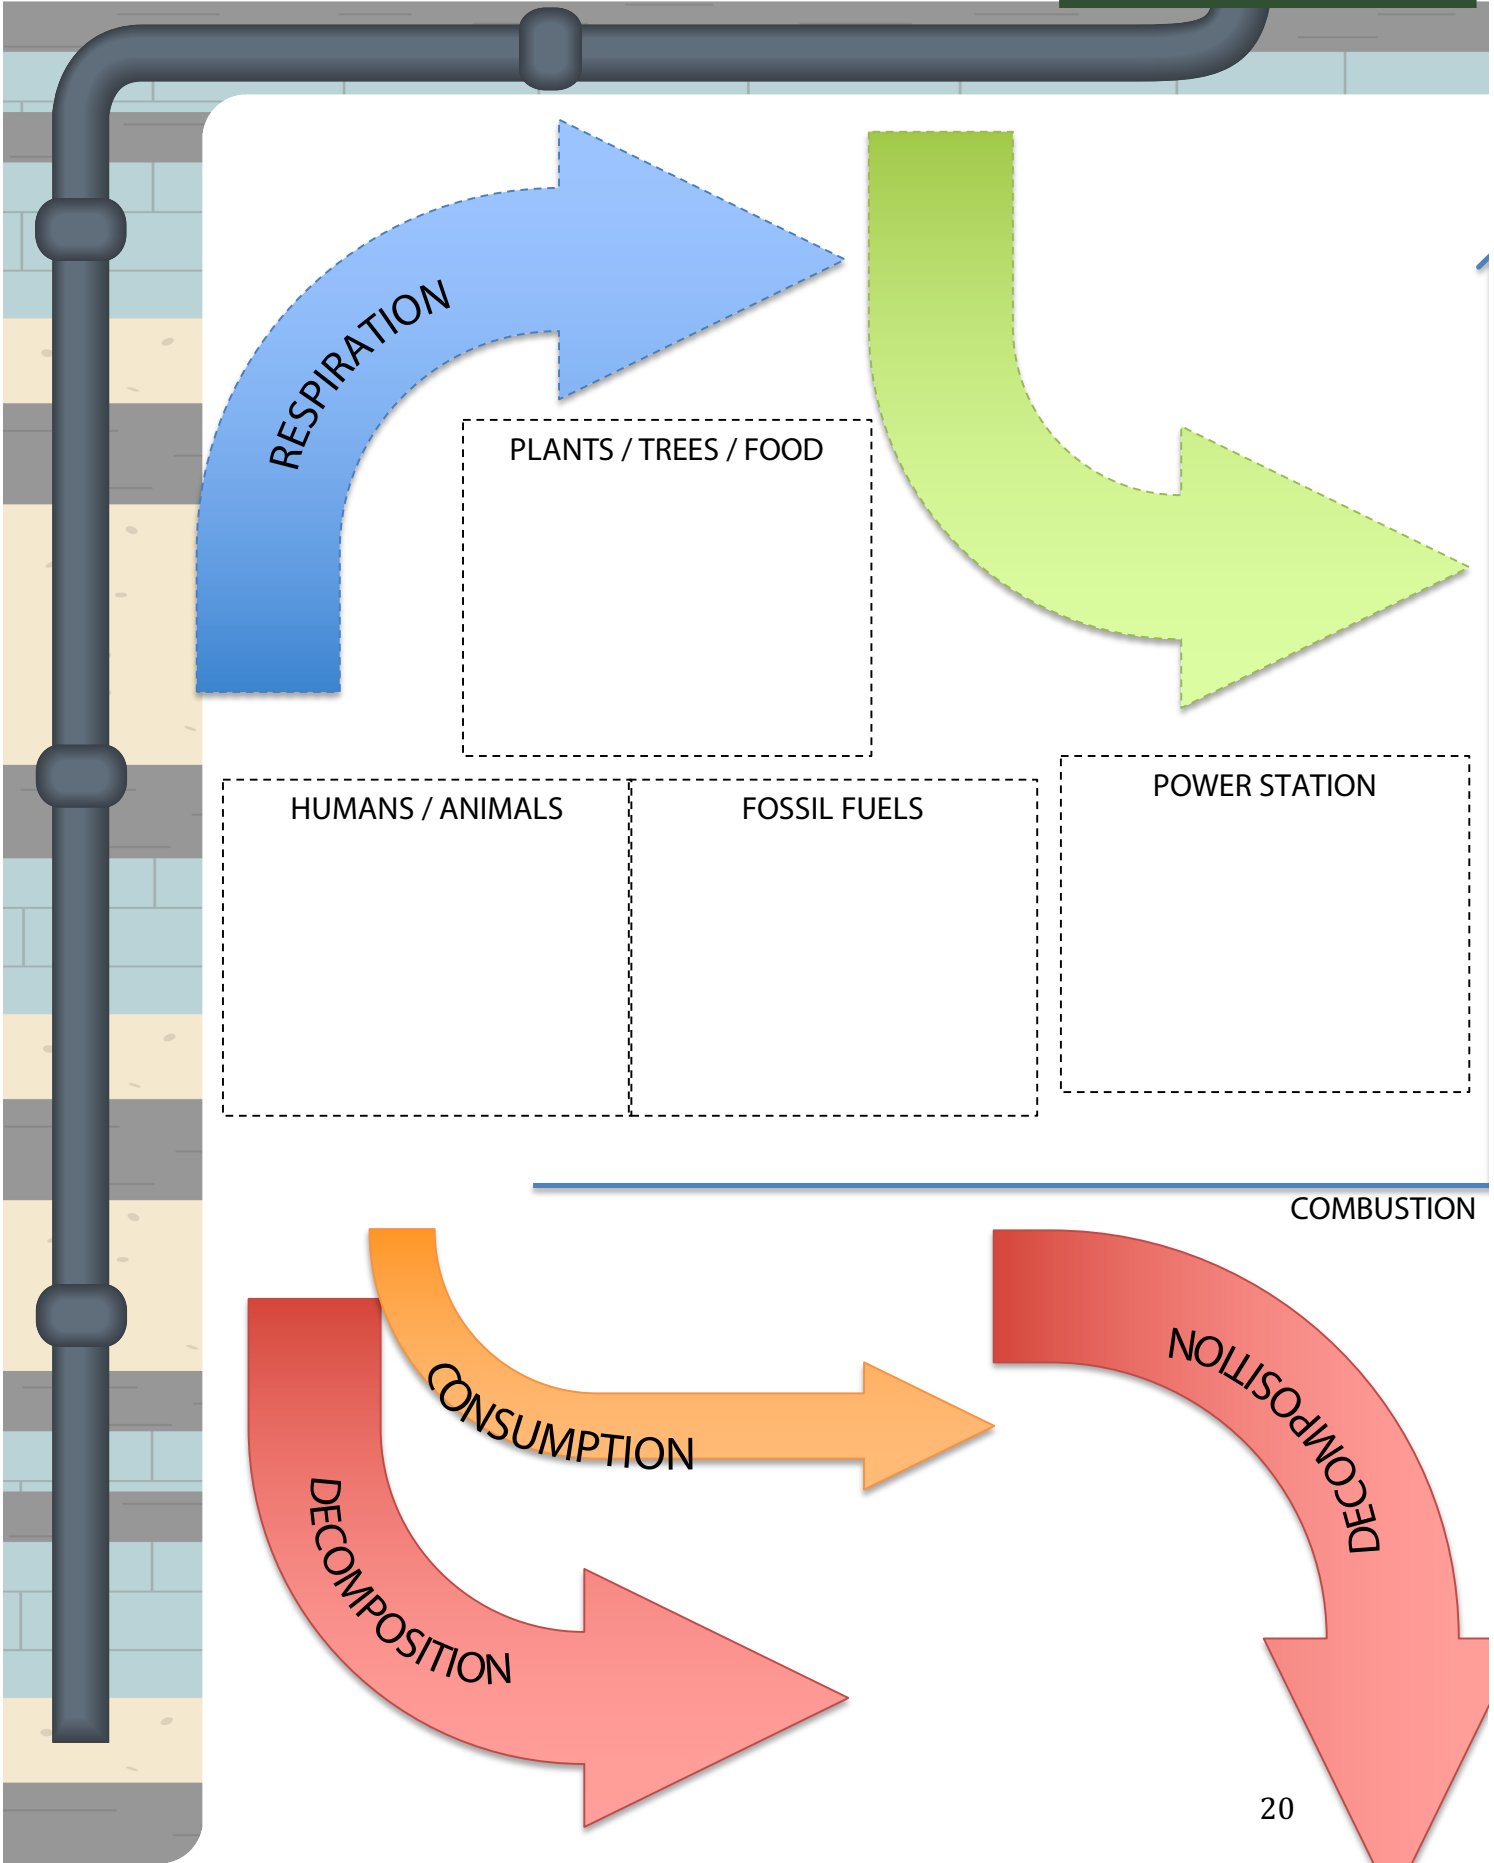 RESPIRATION
PLANTS / TREES / FOOD
POWER STATION
HUMANS / ANIMALS
FOSSIL FUELS
COMBUSTION
CONSUMPTION
DECOMPOSITION
DECOMPOSITION
20